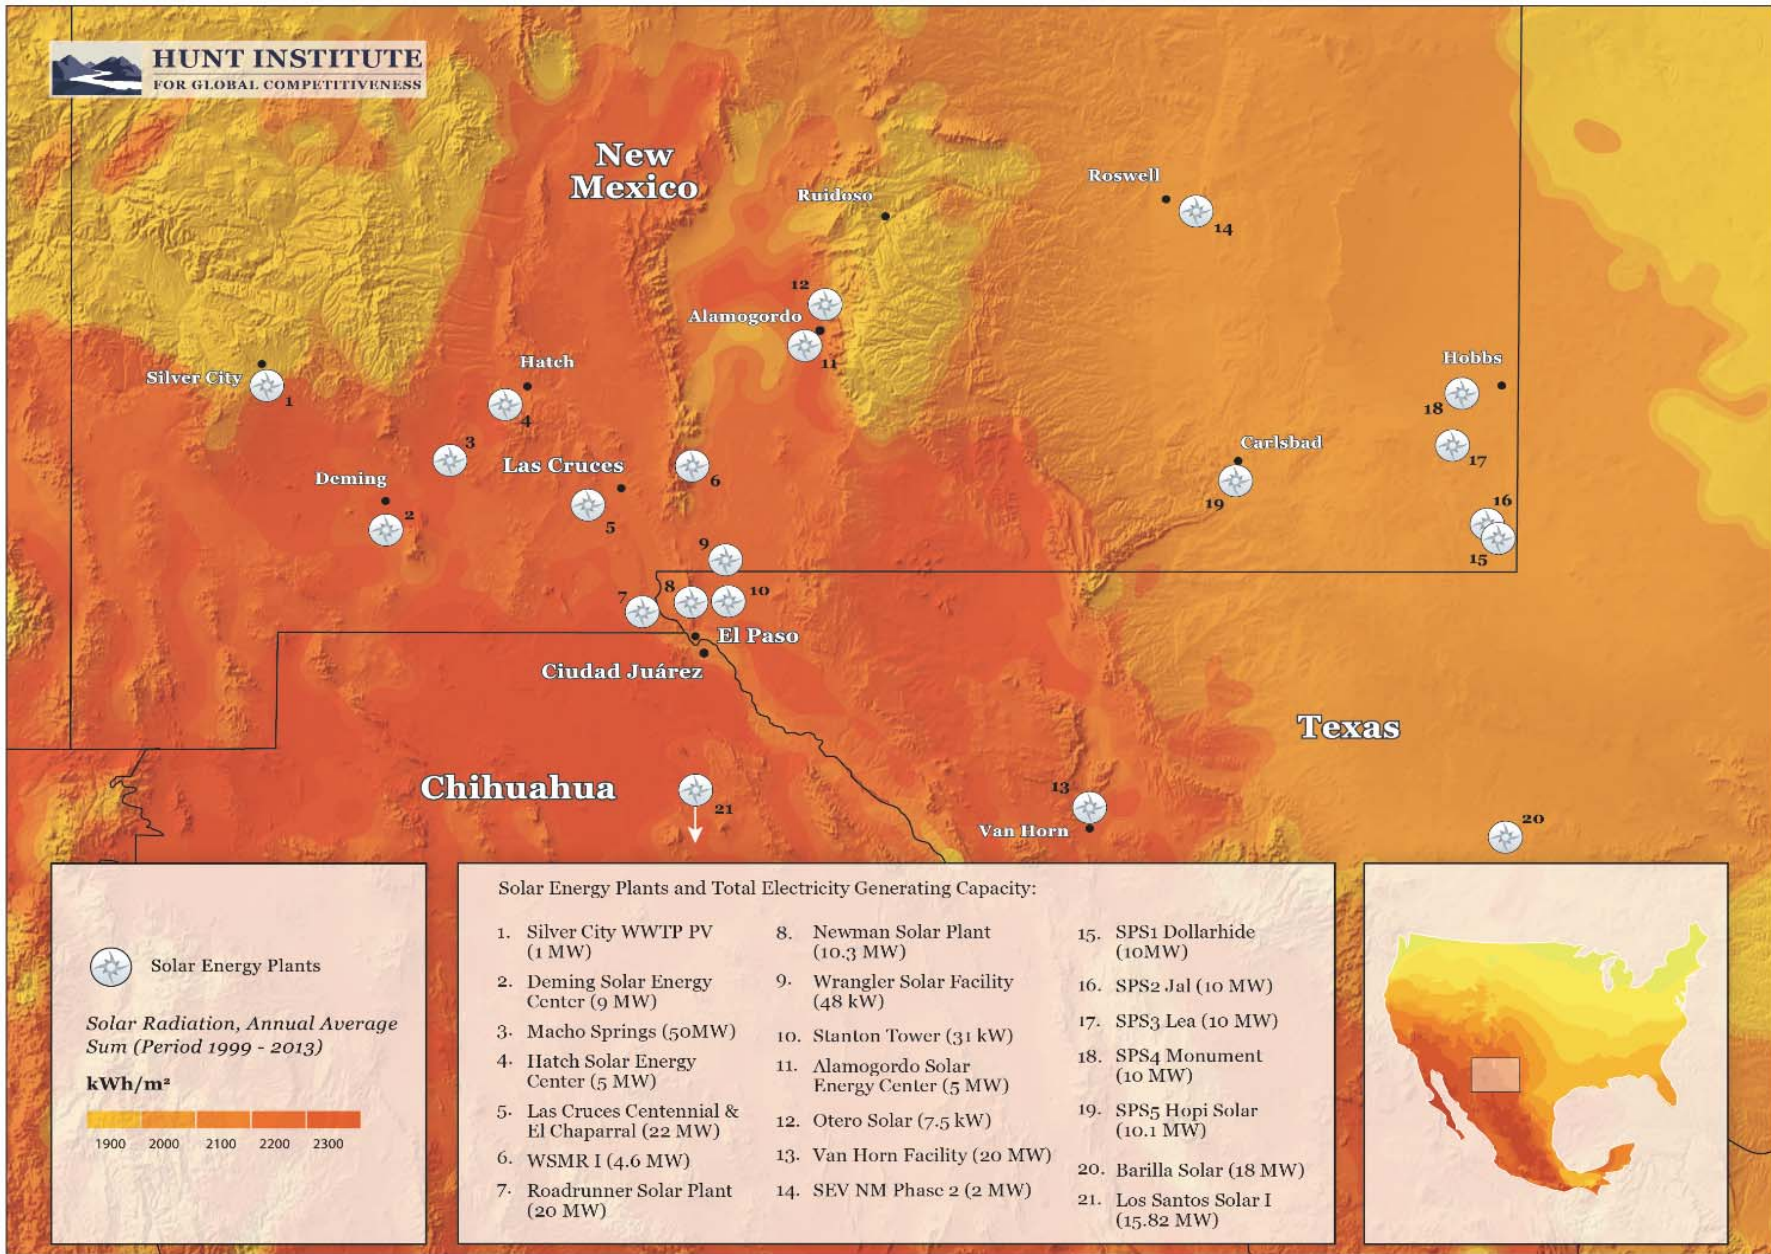 HUNT INSTITUTE
FOR GLOBAL COMPETITIVENESS
New
Mexico
Ruidoso
Roswell
14
12
Alamogordo
11
Silver City
1
Hatch
4
Hobbs
18
3
Las Cruces
Deming
2
5
6
Carlsbad
19
17
16
15
9
7
8
10
El Paso
Ciudad Juárez
Texas
Chihuahua
21
13
Van Horn
20
Solar Energy Plants
Solar Radiation, Annual Average
Sum (Period 1999 - 2013)
kWh/m²
1900 2000 2100 2200 2300
Solar Energy Plants and Total Electricity Generating Capacity:
1. Silver City WWTP PV
(1 MW)
2. Deming Solar Energy
Center (9 MW)
3. Macho Springs (50MW)
4. Hatch Solar Energy
Center (5 MW)
5. Las Cruces Centennial &
El Chaparral (22 MW)
6. WSMR I (4.6 MW)
7. Roadrunner Solar Plant
(20 MW)
8. Newman Solar Plant
(10.3 MW)
9. Wrangler Solar Facility
(48 kW)
10. Stanton Tower (31 kW)
11. Alamogordo Solar
Energy Center (5 MW)
12. Otero Solar (7.5 kW)
13. Van Horn Facility (20 MW)
14. SEV NM Phase 2 (2 MW)
15. SPS1 Dollarhide
(10MW)
16. SPS2 Jal (10 MW)
17. SPS3 Lea (10 MW)
18. SPS4 Monument
(10 MW)
19. SPS5 Hopi Solar
(10.1 MW)
20. Barilla Solar (18 MW)
21. Los Santos Solar I
(15.82 MW)